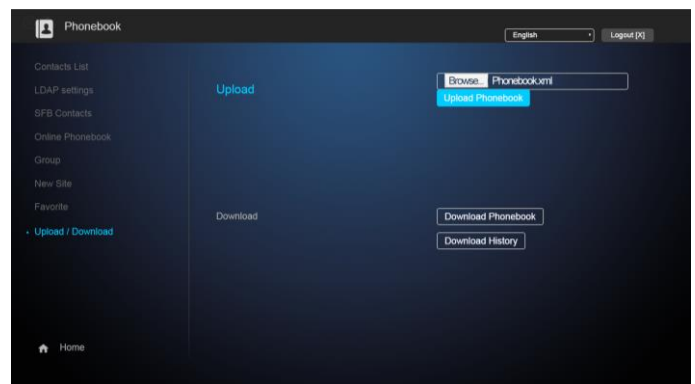 Phonebook
English
Logout [X]
Contacts List
LDAP settings
SFB Contacts
Online Phonebook
Group
New Site
Favorite
Upload / Download
Upload
Browse... Phonebook.xml
Upload Phonebook
Download
Download Phonebook
Download History
Home